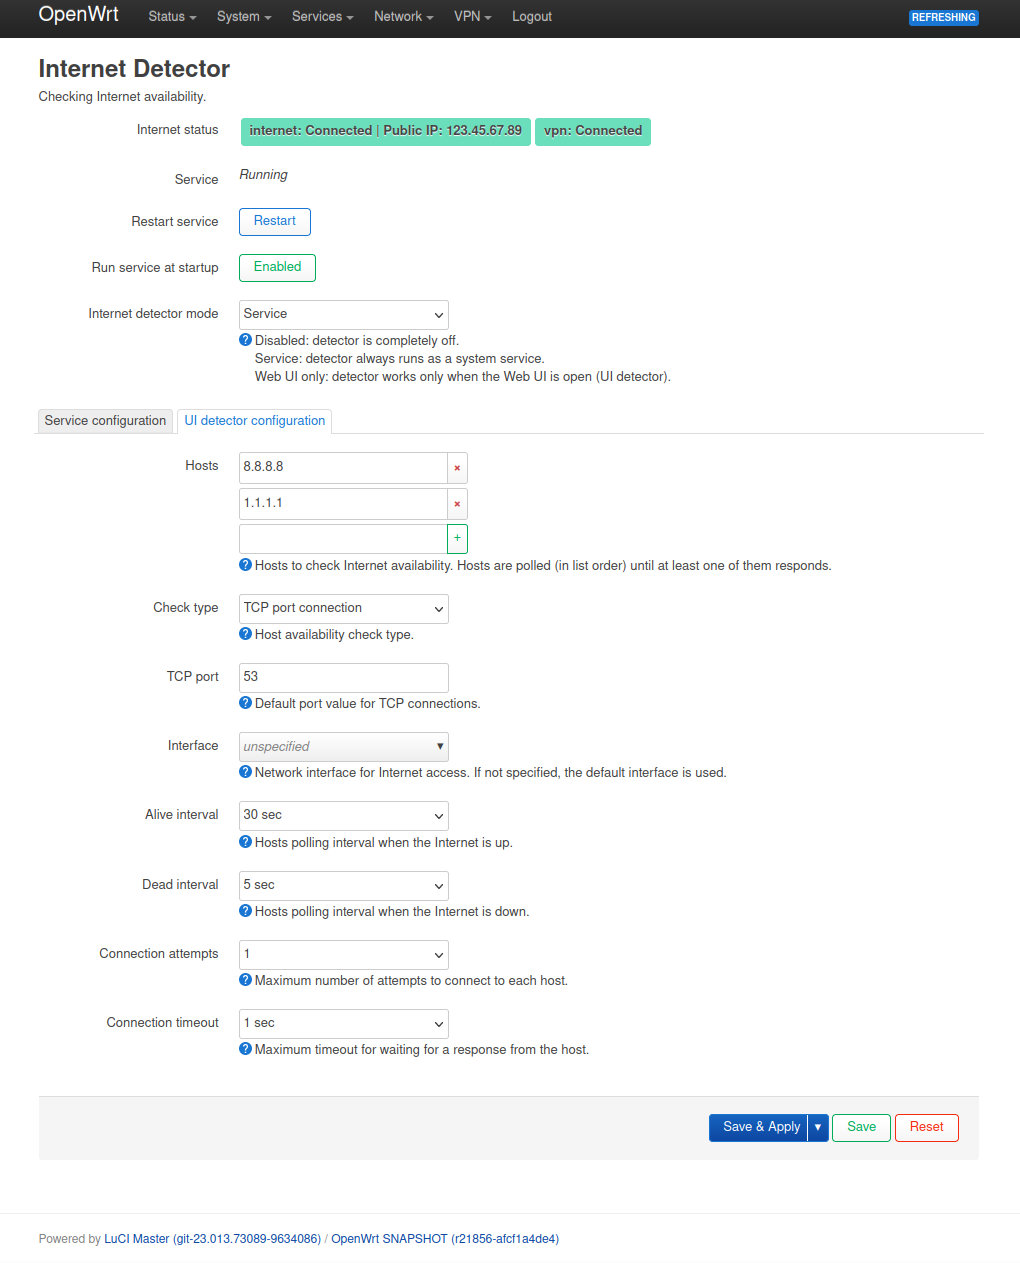 OpenWrt Status System Services Network VPN Logout REFRESHING
Internet Detector
Checking Internet availability.
Internet status internet: Connected | Public IP: 123.45.67.89 vpn: Connected
Service Running
Restart service Restart
Run service at startup Enabled
Internet detector mode Service
? Disabled: detector is completely off.
Service: detector always runs as a system service.
Web UI only: detector works only when the Web UI is open (UI detector).
Service configuration UI detector configuration
Hosts 8.8.8.8 ×
1.1.1.1 ×
+
? Hosts to check Internet availability. Hosts are polled (in list order) until at least one of them responds.
Check type TCP port connection
? Host availability check type.
TCP port 53
? Default port value for TCP connections.
Interface unspecified
? Network interface for Internet access. If not specified, the default interface is used.
Alive interval 30 sec
? Hosts polling interval when the Internet is up.
Dead interval 5 sec
? Hosts polling interval when the Internet is down.
Connection attempts 1
? Maximum number of attempts to connect to each host.
Connection timeout 1 sec
? Maximum timeout for waiting for a response from the host.
Save & Apply Save Reset
Powered by LuCI Master (git-23.013.73089-9634086) / OpenWrt SNAPSHOT (r21856-afcf1a4de4)